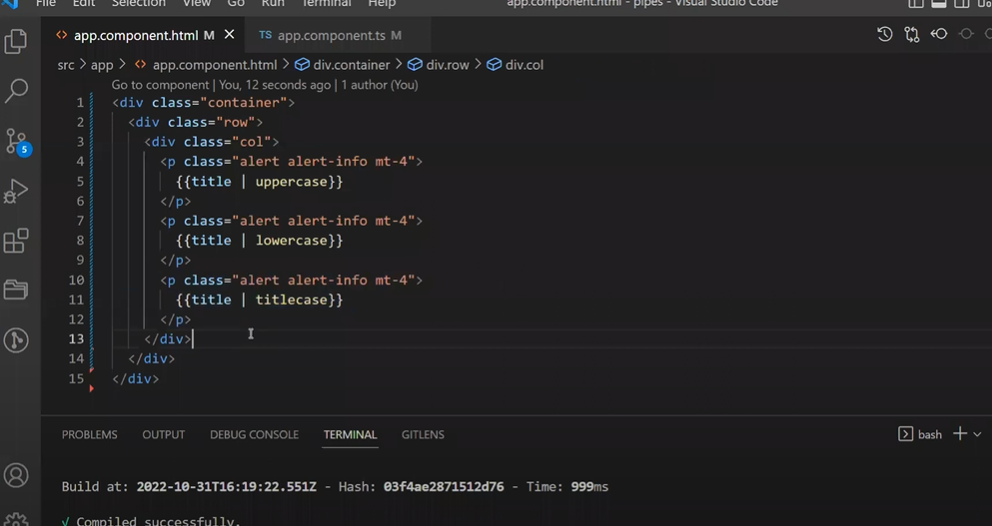 File Edit Selection View Go Run Terminal Help app.component.html - pipes - Visual Studio Code
app.component.html M TS app.component.ts M
src > app > app.component.html > div.container > div.row > div.col
Go to component | You, 12 seconds ago | 1 author (You)
1 <div class="container">
2 <div class="row">
3 <div class="col">
4 <p class="alert alert-info mt-4">
5 {{title | uppercase}}
6 </p>
7 <p class="alert alert-info mt-4">
8 {{title | lowercase}}
9 </p>
10 <p class="alert alert-info mt-4">
11 {{title | titlecase}}
12 </p>
13 </div>
14 </div>
15 </div>
5
PROBLEMS OUTPUT DEBUG CONSOLE TERMINAL GITLENS bash
Build at: 2022-10-31T16:19:22.551Z - Hash: 03f4ae2871512d76 - Time: 999ms
√ Compiled successfully.